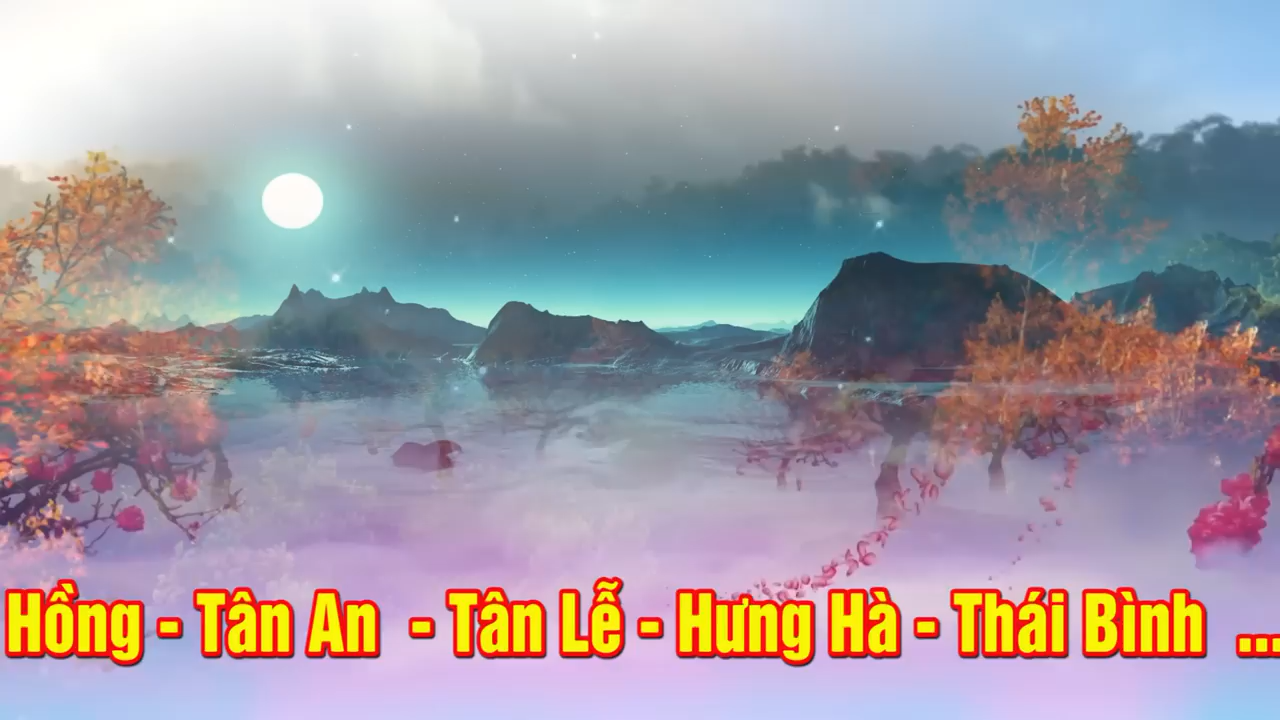 Hồng - Tân An - Tân Lễ - Hưng Hà - Thái Bình ...